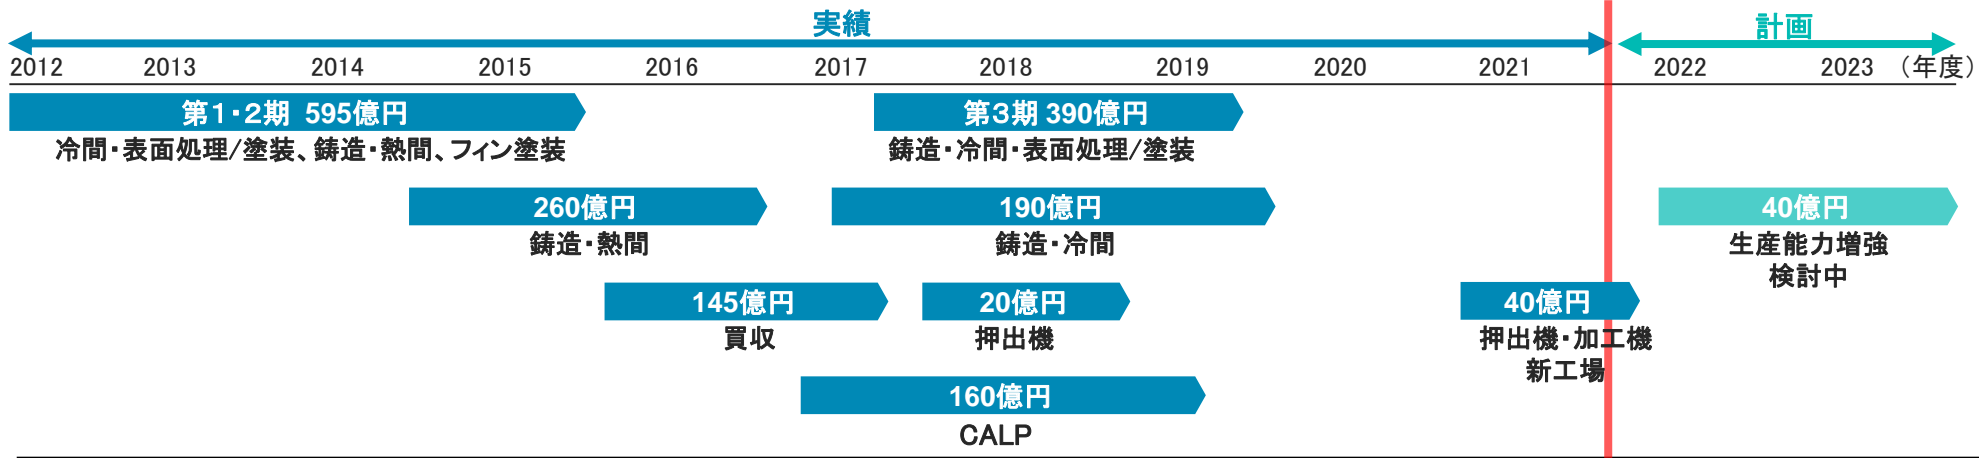 実績
計画
2012 2013 2014 2015 2016 2017 2018 2019 2020 2021 2022 2023 （年度）
第１・２期 595億円
第３期 390億円
冷間・表面処理/塗装、鋳造・熱間、フィン塗装
鋳造・冷間・表面処理/塗装
260億円
190億円
40億円
鋳造・熱間
鋳造・冷間
生産能力増強
検討中
145億円
20億円
40億円
買収
押出機
押出機・加工機
新工場
160億円
CALP